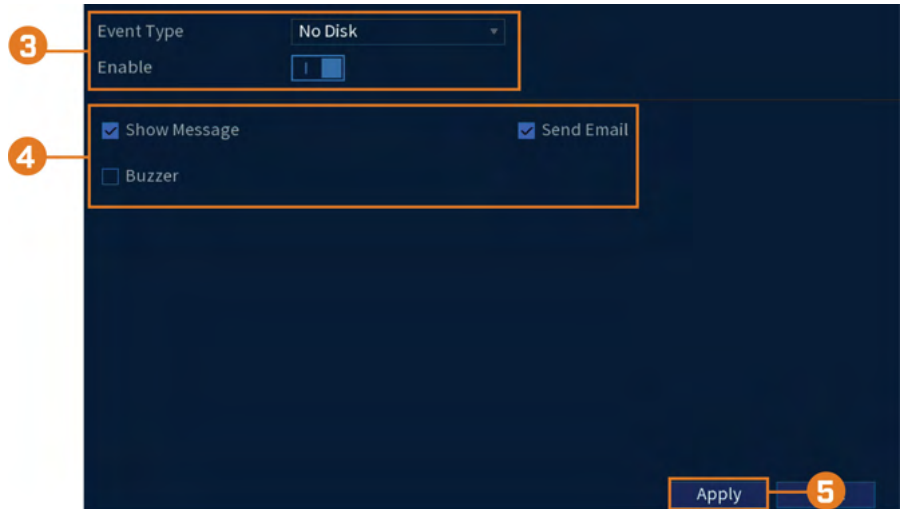 3
Event Type No Disk
Enable
4
Show Message Send Email
Buzzer
Apply 5